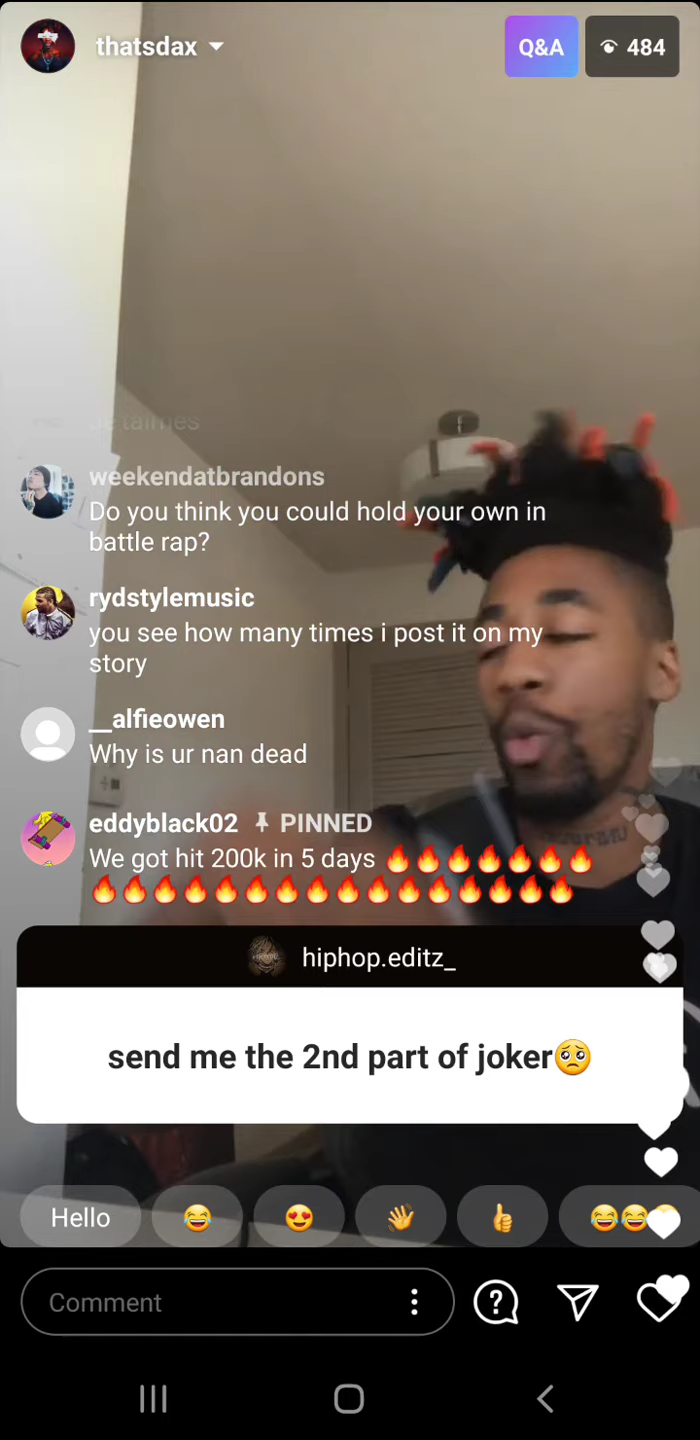 thatsdax
Q&A
484
weekendatbrandons
Do you think you could hold your own in
battle rap?
rydstylemusic
you see how many times i post it on my
story
__alfieowen
Why is ur nan dead
eddyblack02 PINNED
We got hit 200k in 5 days 🔥🔥🔥🔥🔥🔥🔥
🔥🔥🔥🔥🔥🔥🔥🔥🔥🔥🔥🔥🔥🔥🔥🔥
hiphop.editz_
send me the 2nd part of joker🥺
Hello 😂 😍 👋 👍 😂😂
Comment